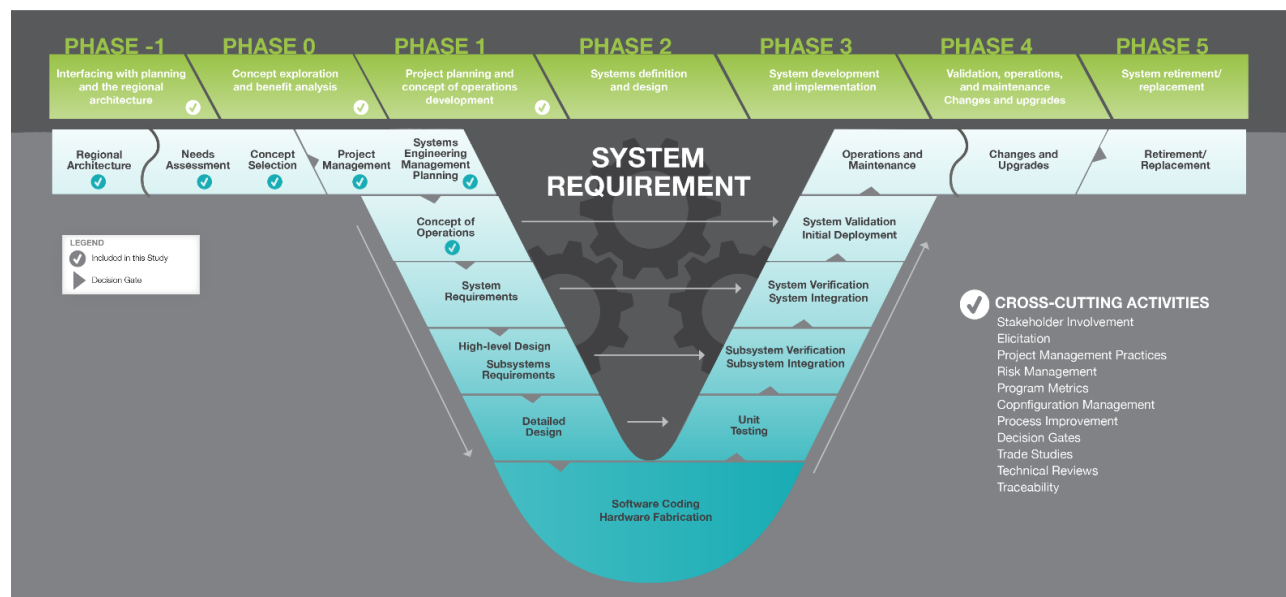 PHASE -1
Interfacing with planning
and the regional
architecture
PHASE 0
Concept exploration
and benefit analysis
PHASE 1
Project planning and
concept of operations
development
PHASE 2
Systems definition
and design
PHASE 3
System development
and implementation
PHASE 4
Validation, operations,
and maintenance
Changes and upgrades
PHASE 5
System retirement/
replacement
Regional
Architecture
Needs
Assessment
Concept
Selection
Project
Management
Systems
Engineering
Management
Planning
SYSTEM
REQUIREMENT
Operations and
Maintenance
Changes and
Upgrades
Retirement/
Replacement
Concept of
Operations
System Validation
Initial Deployment
LEGEND
Included in this Study
Decision Gate
System
Requirements
System Verification
System Integration
High-level Design
Subsystems
Requirements
Subsystem Verification
Subsystem Integration
Detailed
Design
Unit
Testing
Software Coding
Hardware Fabrication
CROSS-CUTTING ACTIVITIES
Stakeholder Involvement
Elicitation
Project Management Practices
Risk Management
Program Metrics
Copnfiguration Management
Process Improvement
Decision Gates
Trade Studies
Technical Reviews
Traceability